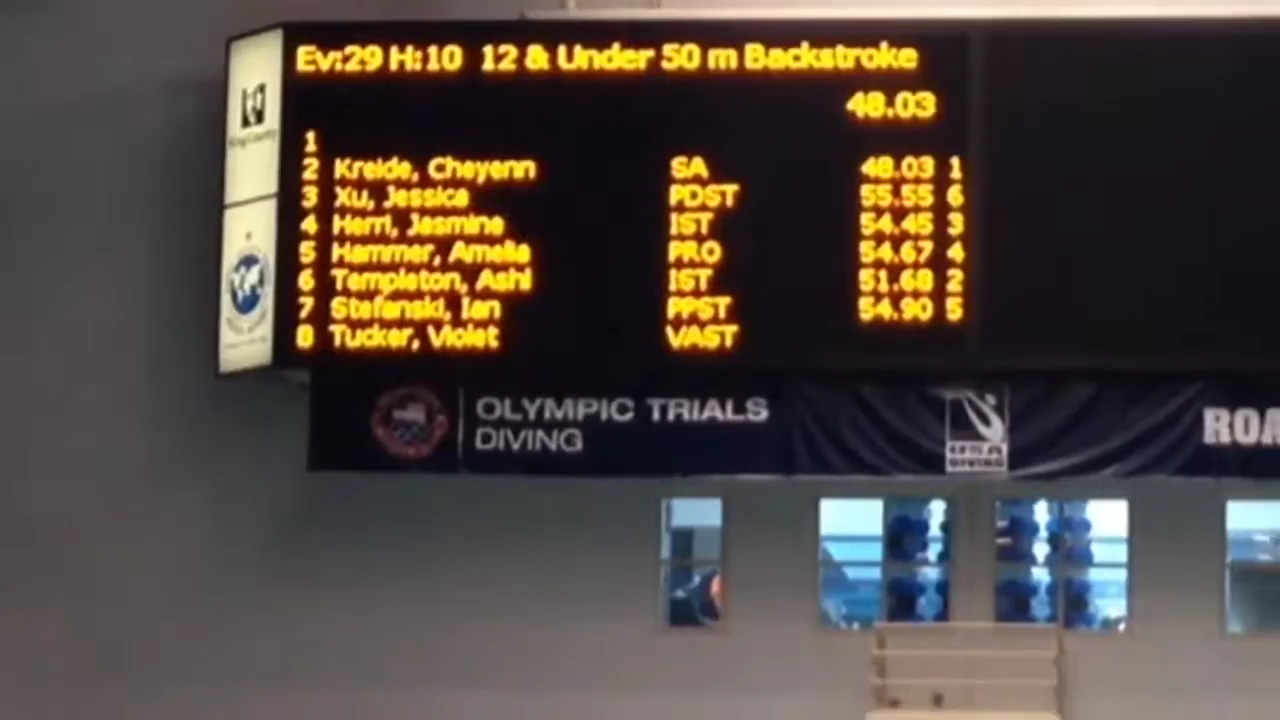 Ev:29 H:10 12 & Under 50 m Backstroke
48.03
1
2 Kreide, Cheyenn SA 48.03 1
3 Xu, Jessica PDST 55.55 6
4 Herri, Jasmine IST 54.45 3
5 Hammer, Amelia PRO 54.67 4
6 Templeton, Ashl IST 51.68 2
7 Stefanski, Ian PPST 54.90 5
8 Tucker, Violet VAST
King County
OLYMPIC TRIALS
DIVING
USA
DIVING
ROA